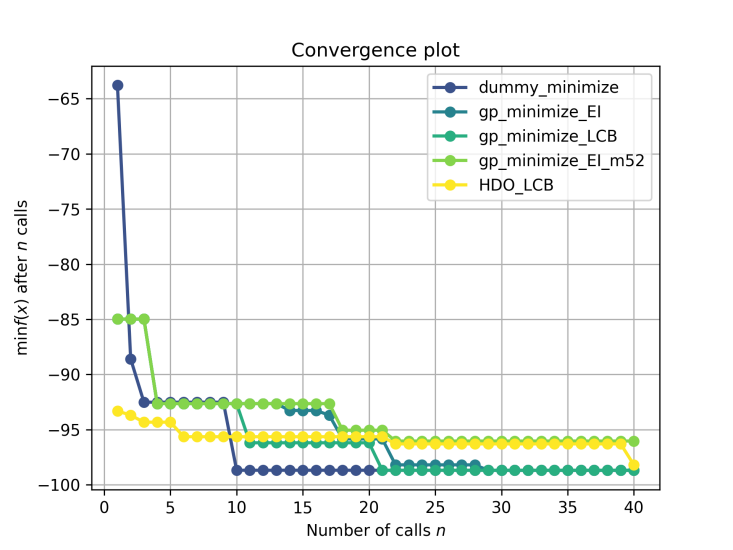 Convergence plot
dummy_minimize
gp_minimize_EI
gp_minimize_LCB
gp_minimize_EI_m52
HDO_LCB
−65
−70
−75
−80
−85
−90
−95
−100
min f(x) after n calls
0 5 10 15 20 25 30 35 40
Number of calls n